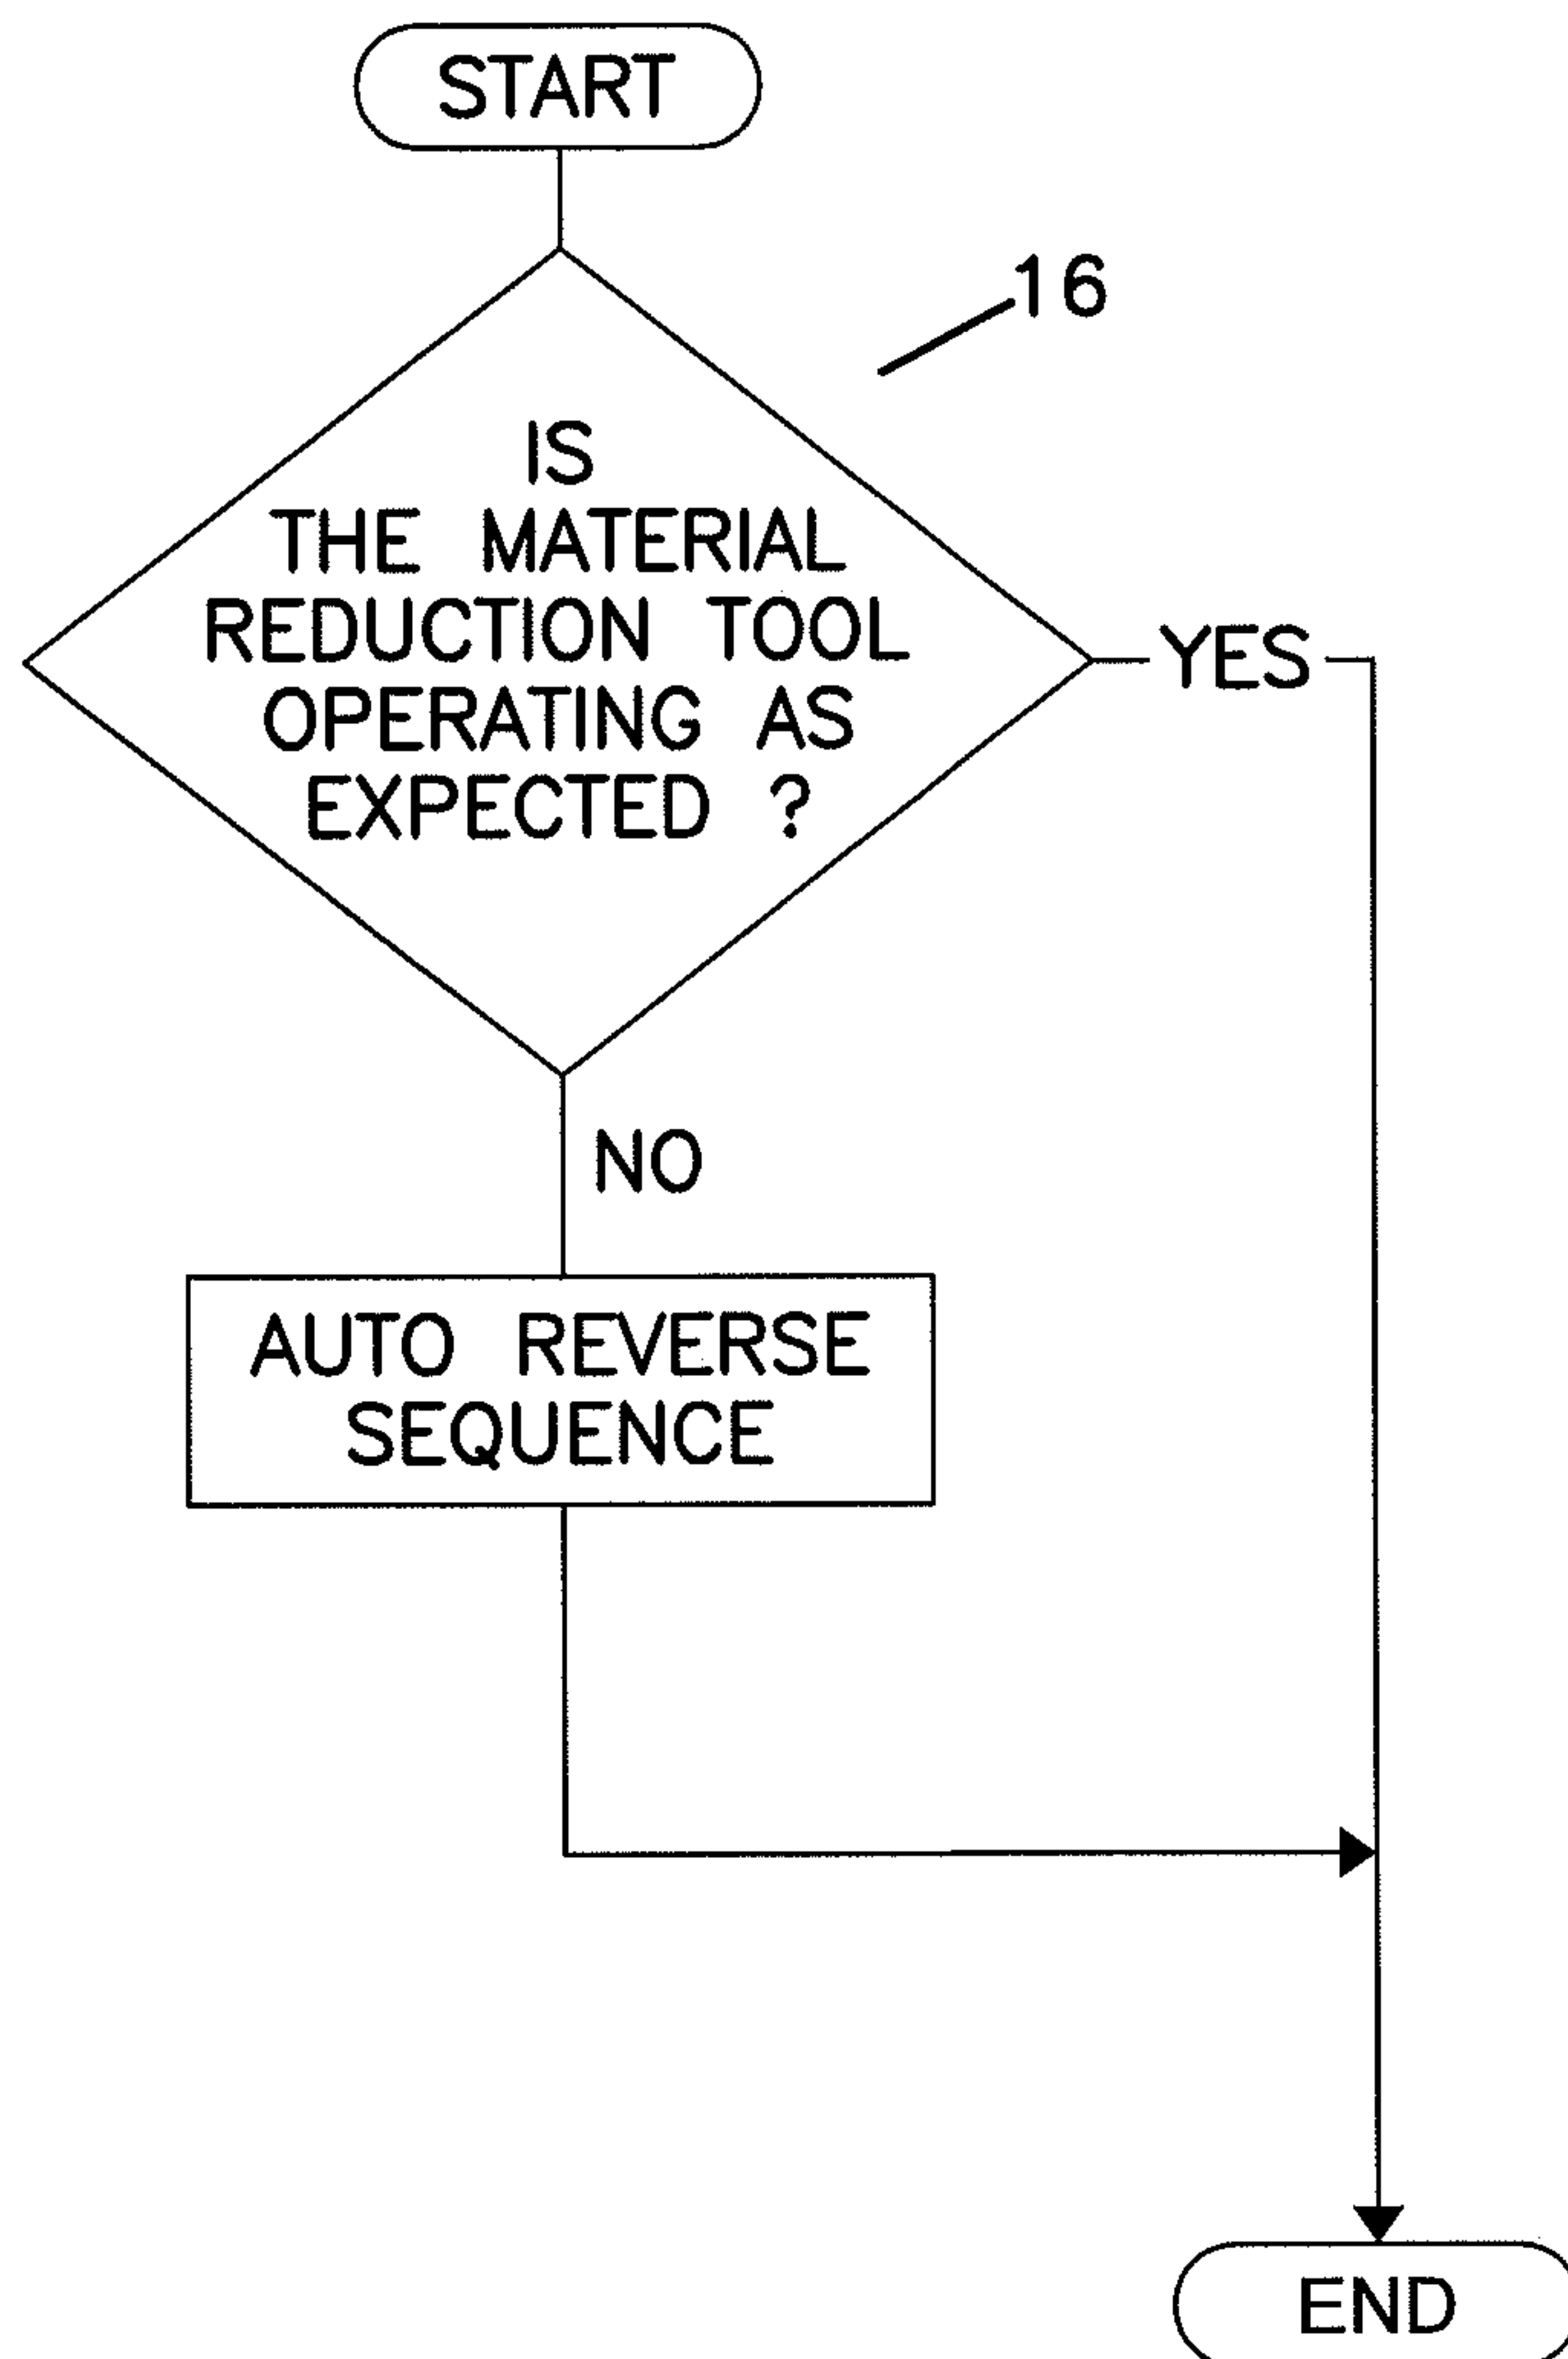 START
16
IS
THE MATERIAL
REDUCTION TOOL
OPERATING AS
EXPECTED ?
YES
NO
AUTO REVERSE
SEQUENCE
END